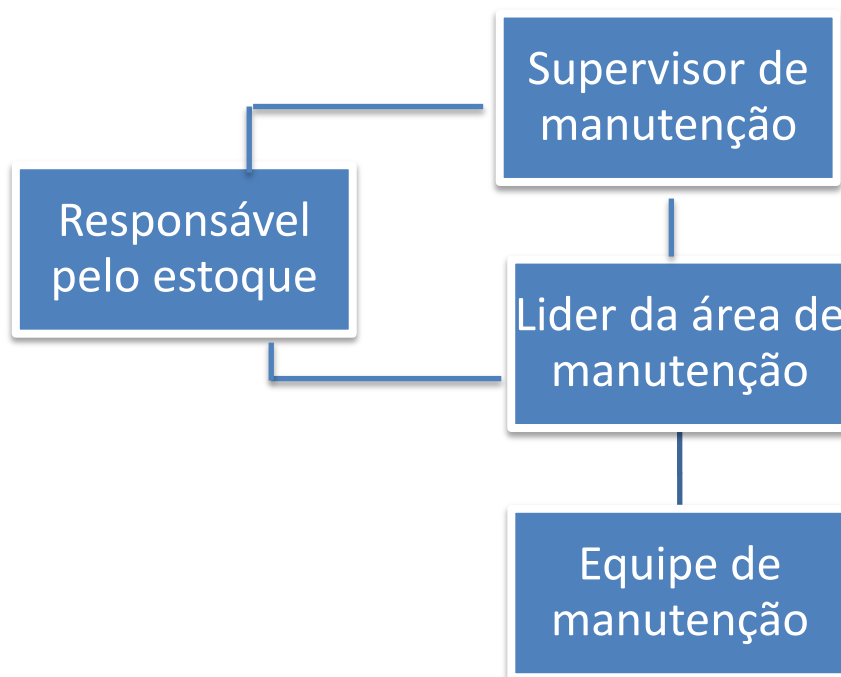 Supervisor de
manutenção
Responsável
pelo estoque
Lider da área de
manutenção
Equipe de
manutenção